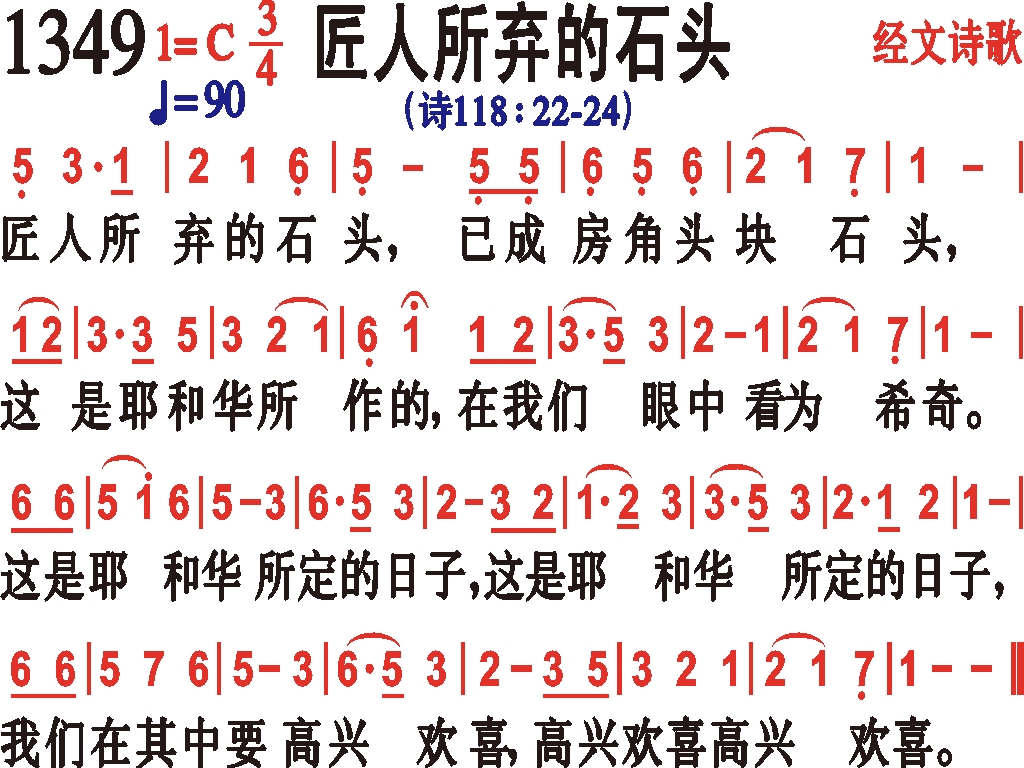 1349 1=C 3/4 匠人所弃的石头 经文诗歌
♩=90 (诗118:22-24)
5̣ 3·1 | 2 1 6̣ | 5̣ - 5̣ 5̣ | 6̣ 5̣ 6̣ | 2 1 7̣ | 1 - |
匠人所 弃的石 头, 已成 房角头块 石 头,
1 2 | 3·3 5 | 3 2 1 | 6̣ 1̇ 1 2 | 3·5 3 | 2-1 | 2 1 7̣ | 1 - |
这 是耶和华所 作的,在我们 眼中看为 希奇。
6 6 | 5 1̇ 6 | 5-3 | 6·5 3 | 2-3 2 | 1·2 3 | 3·5 3 | 2·1 2 | 1- |
这是耶 和华 所定的日子,这是耶 和华 所定的日子,
6 6 | 5 7 6 | 5-3 | 6·5 3 | 2-3 5 | 3 2 1 | 2 1 7̣ | 1 - - ‖
我们在其中要高兴 欢喜,高兴欢喜高兴 欢喜。